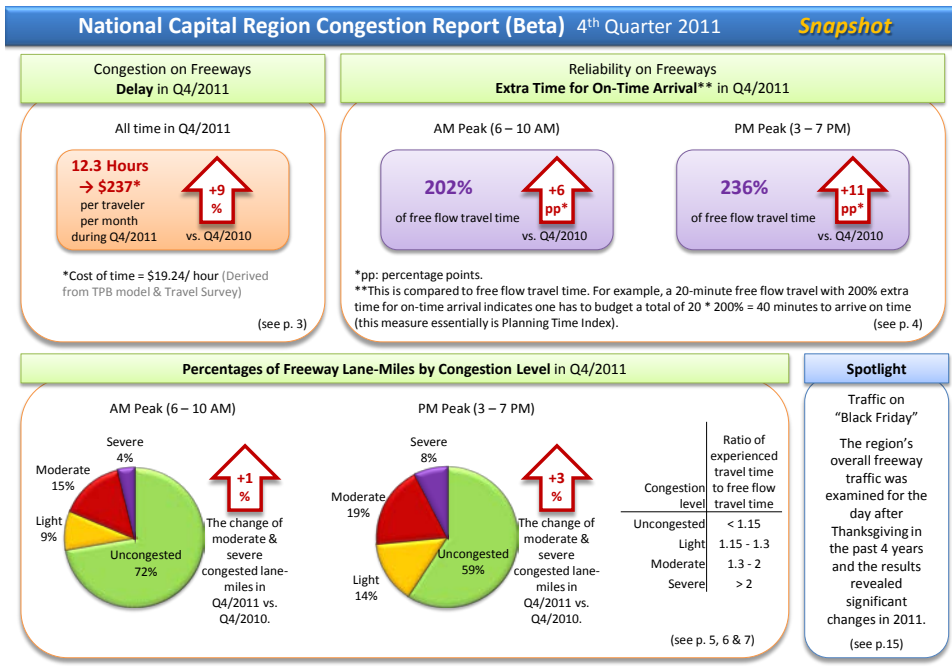 National Capital Region Congestion Report (Beta) 4th Quarter 2011 Snapshot
Congestion on Freeways
Delay in Q4/2011
All time in Q4/2011
12.3 Hours
→ $237*
per traveler
per month
during Q4/2011
+9
%
vs. Q4/2010
*Cost of time = $19.24/ hour (Derived
from TPB model & Travel Survey)
(see p. 3)
Reliability on Freeways
Extra Time for On-Time Arrival** in Q4/2011
AM Peak (6 – 10 AM)
202%
of free flow travel time
+6
pp*
vs. Q4/2010
PM Peak (3 – 7 PM)
236%
of free flow travel time
+11
pp*
vs. Q4/2010
*pp: percentage points.
**This is compared to free flow travel time. For example, a 20-minute free flow travel with 200% extra
time for on-time arrival indicates one has to budget a total of 20 * 200% = 40 minutes to arrive on time
(this measure essentially is Planning Time Index).
(see p. 4)
Percentages of Freeway Lane-Miles by Congestion Level in Q4/2011
AM Peak (6 – 10 AM)
Severe
4%
Moderate
15%
Light
9%
Uncongested
72%
+1
%
The change of
moderate &
severe
congested lane-
miles in
Q4/2011 vs.
Q4/2010.
PM Peak (3 – 7 PM)
Severe
8%
Moderate
19%
Light
14%
Uncongested
59%
+3
%
The change of
moderate &
severe
congested lane-
miles in
Q4/2011 vs.
Q4/2010.
Congestion
level
Ratio of
experienced
travel time
to free flow
travel time
Uncongested < 1.15
Light 1.15 - 1.3
Moderate 1.3 - 2
Severe > 2
(see p. 5, 6 & 7)
Spotlight
Traffic on
“Black Friday”
The region’s
overall freeway
traffic was
examined for the
day after
Thanksgiving in
the past 4 years
and the results
revealed
significant
changes in 2011.
(see p.15)